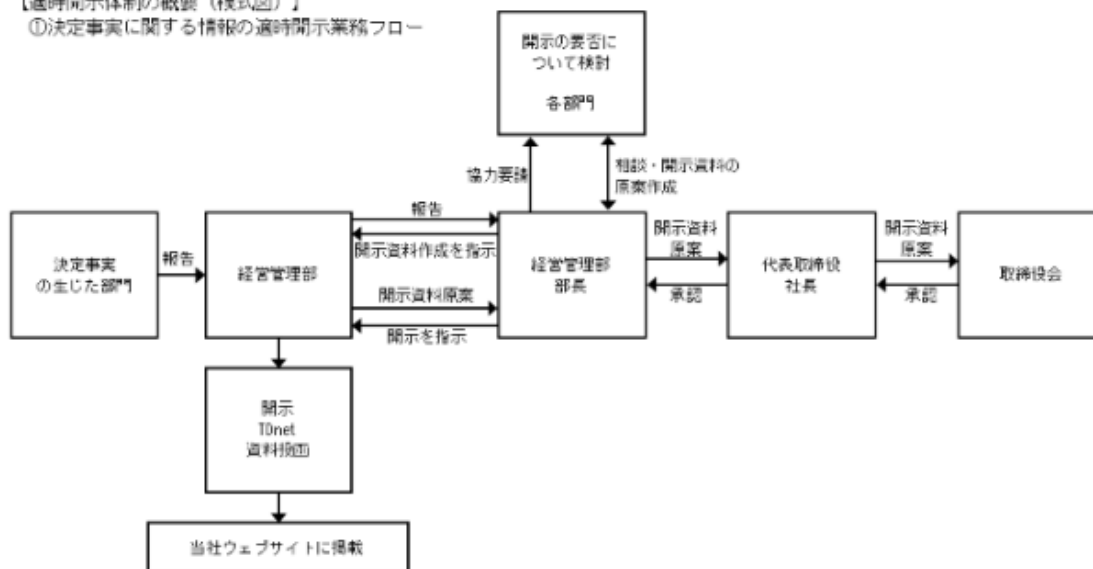 【適時開示体制の概要（模式図）】
①決定事実に関する情報の適時開示業務フロー
開示の要否に
ついて検討
各部門
協力要請
相談・開示資料の
原案作成
決定事実
の生じた部門
報告
経営管理部
報告
開示資料作成を指示
開示資料原案
開示を指示
経営管理部
部長
開示資料
原案
承認
代表取締役
社長
開示資料
原案
承認
取締役会
開示
TDnet
資料投函
当社ウェブサイトに掲載